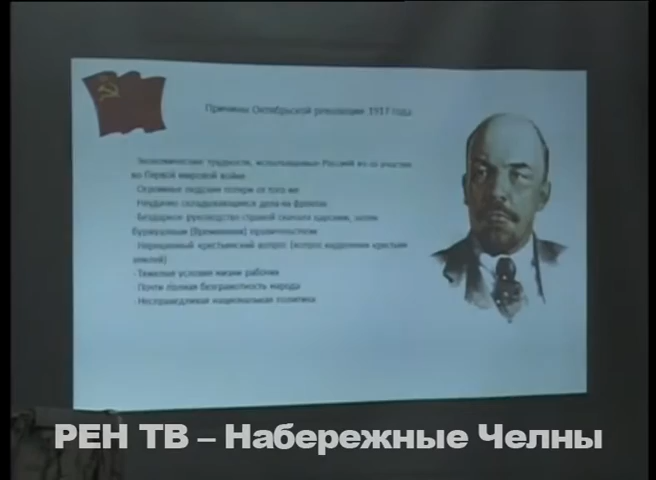 Причины Октябрьской революции 1917 года
- Экономические трудности, испытываемые Россией из-за участия
во Первой мировой войне
- Огромные людские потери от того же
- Неудачно складывающиеся дела на фронтах
- Бездарное руководство страной сначала царским, затем
буржуазным (Временным) правительством
- Нерешенный крестьянский вопрос (вопрос наделения крестьян
землей)
- Тяжелые условия жизни рабочих
- Почти полная безграмотность народа
- Несправедливая национальная политика
РЕН ТВ – Набережные Челны